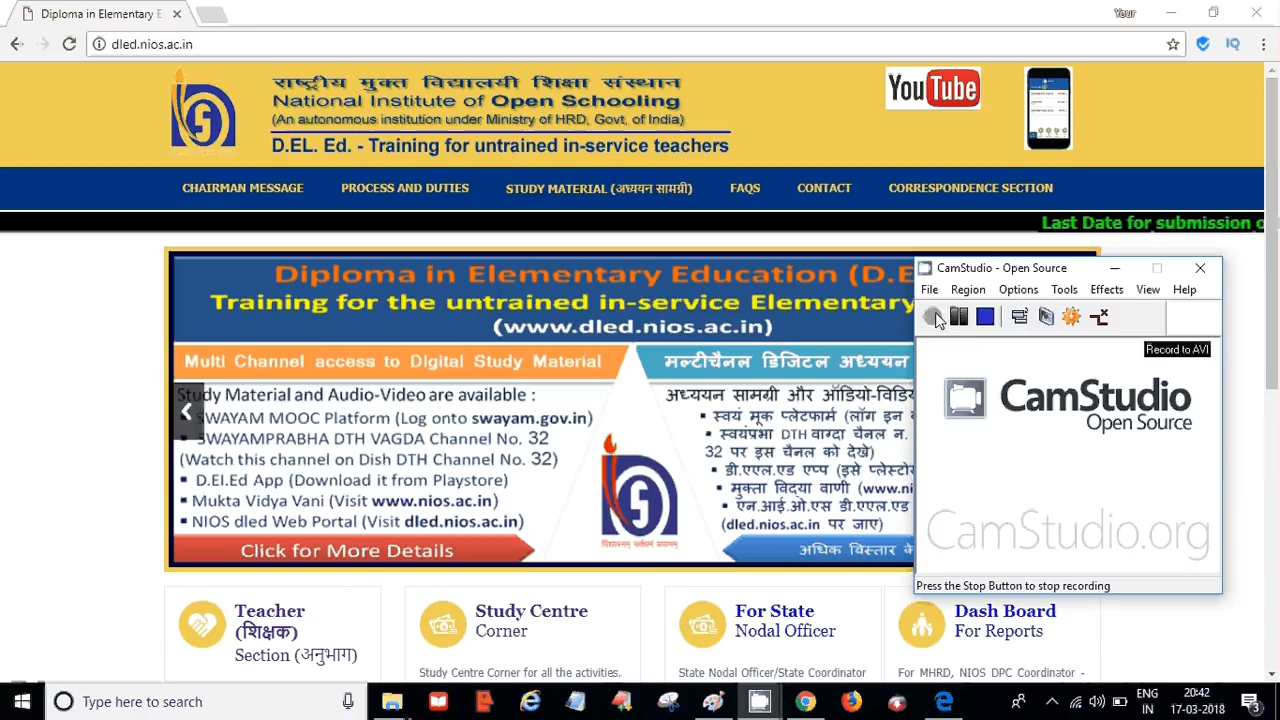 Diploma in Elementary E
Your
dled.nios.ac.in
राष्ट्रीय मुक्त विद्यालयी शिक्षा संस्थान
National Institute of Open Schooling
(An autonomous institution under Ministry of HRD, Govt. of India)
D.EL. Ed. - Training for untrained in-service teachers
YouTube
CHAIRMAN MESSAGE
PROCESS AND DUTIES
STUDY MATERIAL (अध्ययन सामग्री)
FAQS
CONTACT
CORRESPONDENCE SECTION
Last Date for submission o
Diploma in Elementary Education (D.E
Training for the untrained in-service Elementary
(www.dled.nios.ac.in)
Multi Channel access to Digital Study Material
Study Material and Audio-Video are available :
SWAYAM MOOC Platform (Log onto swayam.gov.in)
SWAYAMPRABHA DTH VAGDA Channel No. 32
(Watch this channel on Dish DTH Channel No. 32)
▪ D.El.Ed App (Download it from Playstore)
▪ Mukta Vidya Vani (Visit www.nios.ac.in)
▪ NIOS dled Web Portal (Visit dled.nios.ac.in)
Click for More Details
मल्टीचैनल डिजिटल अध्ययन
अध्ययन सामग्री और ऑडियो-विडि
▪ स्वयं मूक प्लेटफार्म (लॉग इन क
▪ स्वयंप्रभा DTH वाग्दा चैनल न.
32 पर इस चैनल को देखे)
▪ डी.एएल.एड एप्प (इसे प्लेस्टो
▪ मुक्ता विद्या वाणी (www.ni
▪ एन.आई.ओ.एस डी.एएल.एड
(dled.nios.ac.in पर जाए)
अधिक विस्तार के
CamStudio - Open Source
File
Region
Options
Tools
Effects
View
Help
Record to AVI
CamStudio
Open Source
CamStudio.org
Press the Stop Button to stop recording
Teacher
(शिक्षक)
Section (अनुभाग)
Study Centre
Corner
Study Centre Corner for all the activities.
For State
Nodal Officer
State Nodal Officer/State Coordinator
Dash Board
For Reports
For MHRD, NIOS DPC Coordinator -
Type here to search
ENG
IN
20:42
17-03-2018
3